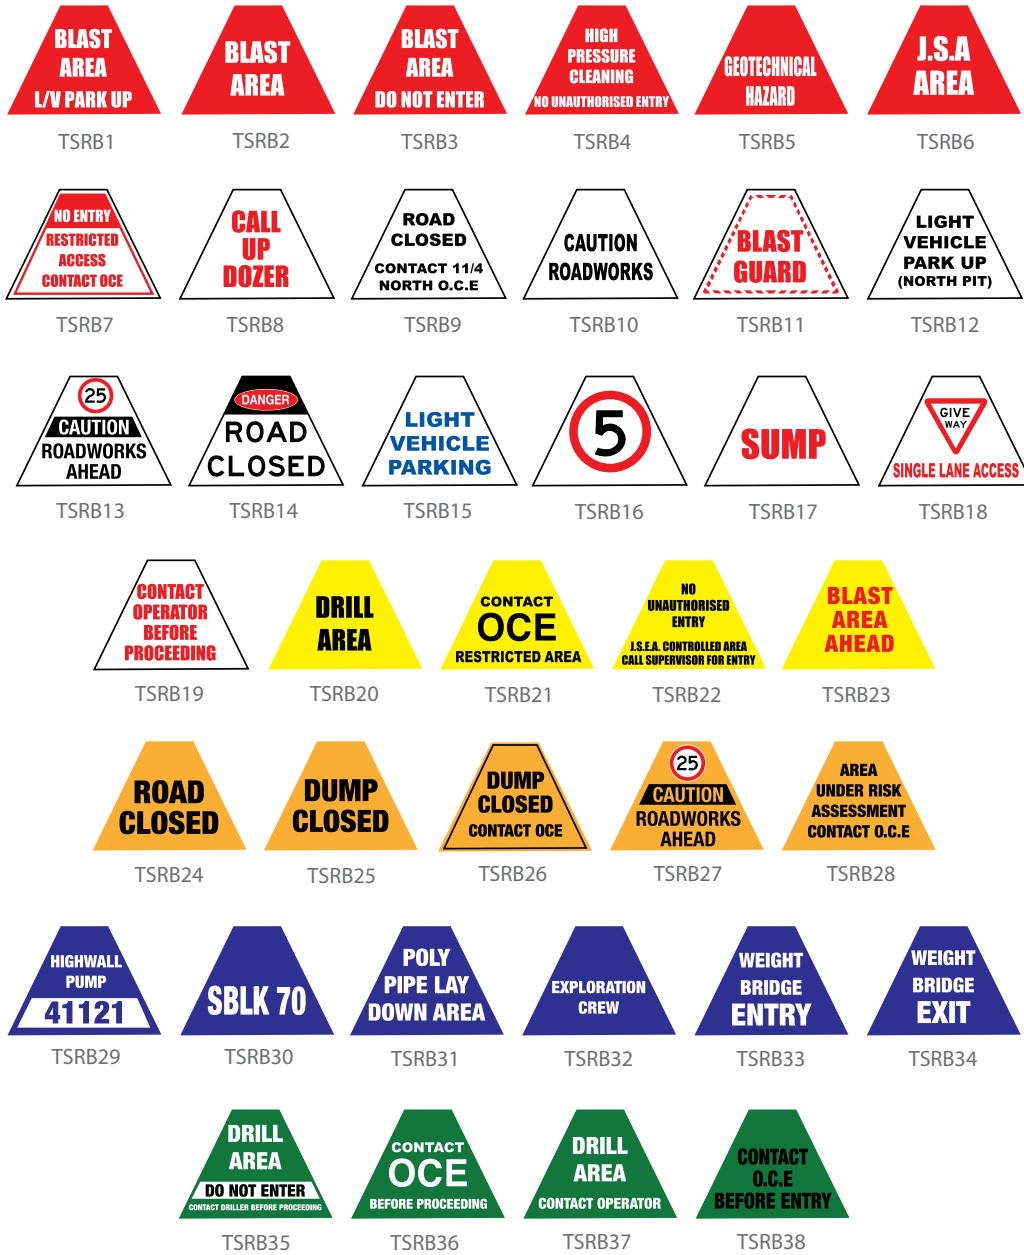 BLAST
AREA
L/V PARK UP
TSRB1
BLAST
AREA
TSRB2
BLAST
AREA
DO NOT ENTER
TSRB3
HIGH
PRESSURE
CLEANING
NO UNAUTHORISED ENTRY
TSRB4
GEOTECHNICAL
HAZARD
TSRB5
J.S.A
AREA
TSRB6
NO ENTRY
RESTRICTED
ACCESS
CONTACT OCE
TSRB7
CALL
UP
DOZER
TSRB8
ROAD
CLOSED
CONTACT 11/4
NORTH O.C.E
TSRB9
CAUTION
ROADWORKS
TSRB10
BLAST
GUARD
TSRB11
LIGHT
VEHICLE
PARK UP
(NORTH PIT)
TSRB12
25
CAUTION
ROADWORKS
AHEAD
TSRB13
DANGER
ROAD
CLOSED
TSRB14
LIGHT
VEHICLE
PARKING
TSRB15
5
TSRB16
SUMP
TSRB17
GIVE
WAY
SINGLE LANE ACCESS
TSRB18
CONTACT
OPERATOR
BEFORE
PROCEEDING
TSRB19
DRILL
AREA
TSRB20
CONTACT
OCE
RESTRICTED AREA
TSRB21
NO
UNAUTHORISED
ENTRY
J.S.E.A. CONTROLLED AREA
CALL SUPERVISOR FOR ENTRY
TSRB22
BLAST
AREA
AHEAD
TSRB23
ROAD
CLOSED
TSRB24
DUMP
CLOSED
TSRB25
DUMP
CLOSED
CONTACT OCE
TSRB26
25
CAUTION
ROADWORKS
AHEAD
TSRB27
AREA
UNDER RISK
ASSESSMENT
CONTACT O.C.E
TSRB28
HIGHWALL
PUMP
41121
TSRB29
SBLK 70
TSRB30
POLY
PIPE LAY
DOWN AREA
TSRB31
EXPLORATION
CREW
TSRB32
WEIGHT
BRIDGE
ENTRY
TSRB33
WEIGHT
BRIDGE
EXIT
TSRB34
DRILL
AREA
DO NOT ENTER
CONTACT DRILLER BEFORE PROCEEDING
TSRB35
CONTACT
OCE
BEFORE PROCEEDING
TSRB36
DRILL
AREA
CONTACT OPERATOR
TSRB37
CONTACT
O.C.E
BEFORE ENTRY
TSRB38